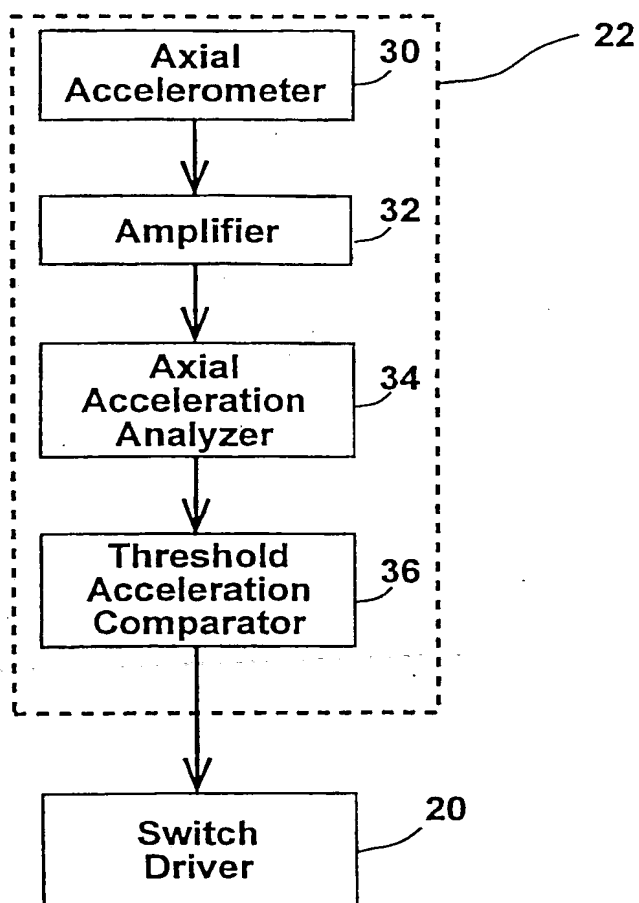 22
Axial
Accelerometer
30
Amplifier
32
Axial
Acceleration
Analyzer
34
Threshold
Acceleration
Comparator
36
Switch
Driver
20